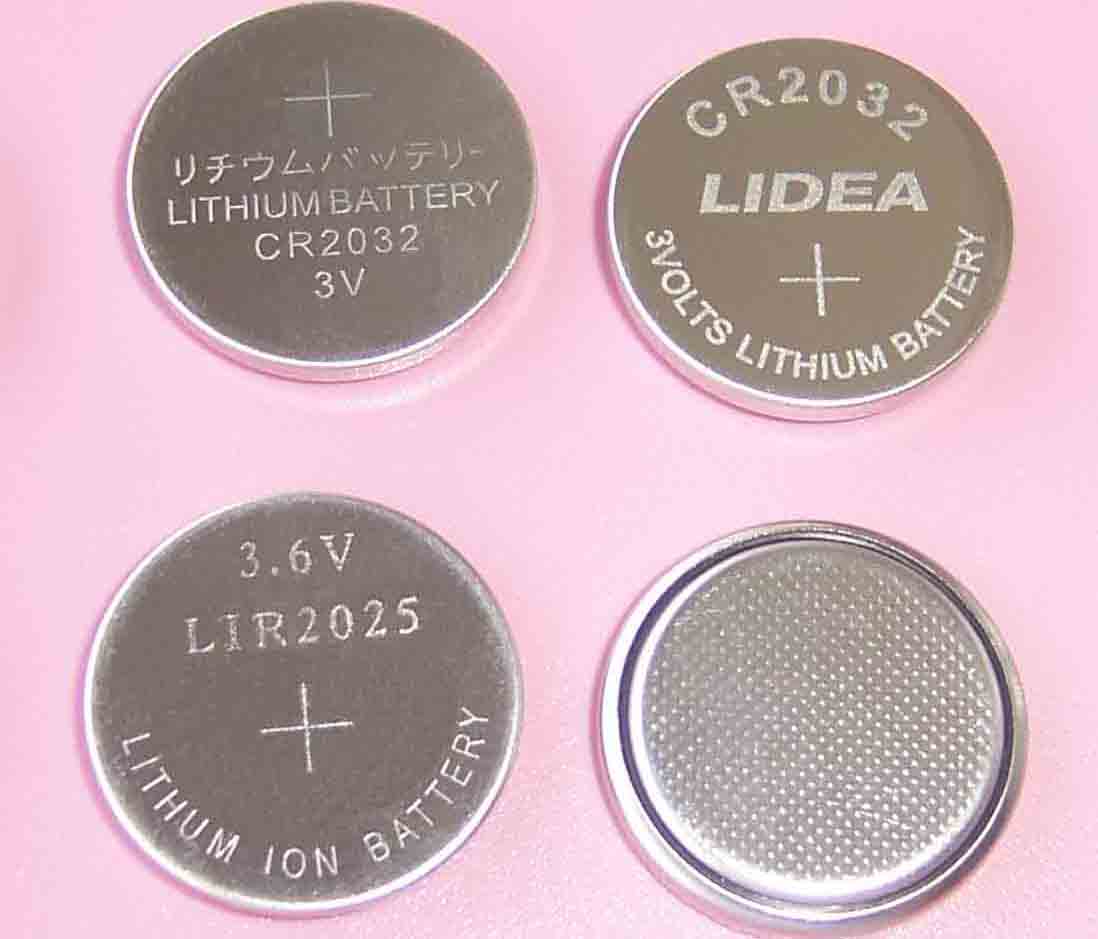 リチウムバッテリー
LITHIUM BATTERY
CR2032
3V
CR2032
LIDEA
3VOLTS LITHIUM BATTERY
3.6V
LIR2025
LITHIUM ION BATTERY